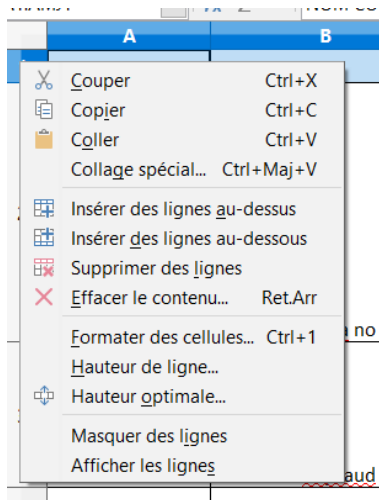 A B
Couper Ctrl+X
Copier Ctrl+C
Coller Ctrl+V
Collage spécial... Ctrl+Maj+V
Insérer des lignes au-dessus
Insérer des lignes au-dessous
Supprimer des lignes
Effacer le contenu... Ret.Arr
Formater des cellules... Ctrl+1
no
Hauteur de ligne...
Hauteur optimale...
Masquer des lignes
Afficher les lignes
aud